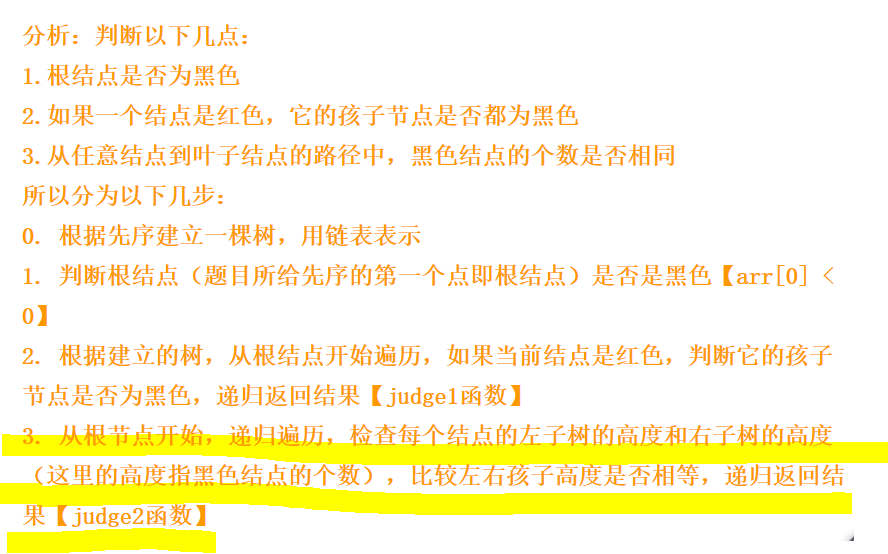 分析：判断以下几点：
1.根结点是否为黑色
2.如果一个结点是红色，它的孩子节点是否都为黑色
3.从任意结点到叶子结点的路径中，黑色结点的个数是否相同
所以分为以下几步：
0. 根据先序建立一棵树，用链表表示
1. 判断根结点（题目所给先序的第一个点即根结点）是否是黑色【arr[0] <
0】
2. 根据建立的树，从根结点开始遍历，如果当前结点是红色，判断它的孩子
节点是否为黑色，递归返回结果【judge1函数】
3. 从根节点开始，递归遍历，检查每个结点的左子树的高度和右子树的高度
（这里的高度指黑色结点的个数），比较左右孩子高度是否相等，递归返回结
果【judge2函数】